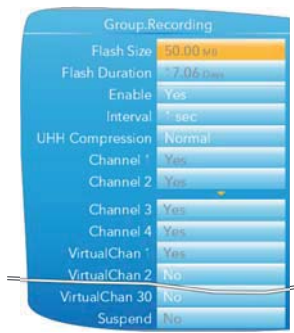 Group.Recording
Flash Size 50.00 MB
Flash Duration 17.06 Days
Enable Yes
Interval 1 sec
UHH Compression Normal
Channel 1 Yes
Channel 2 Yes
Channel 3 Yes
Channel 4 Yes
VirtualChan 1 Yes
VirtualChan 2 No
VirtualChan 30 No
Suspend No